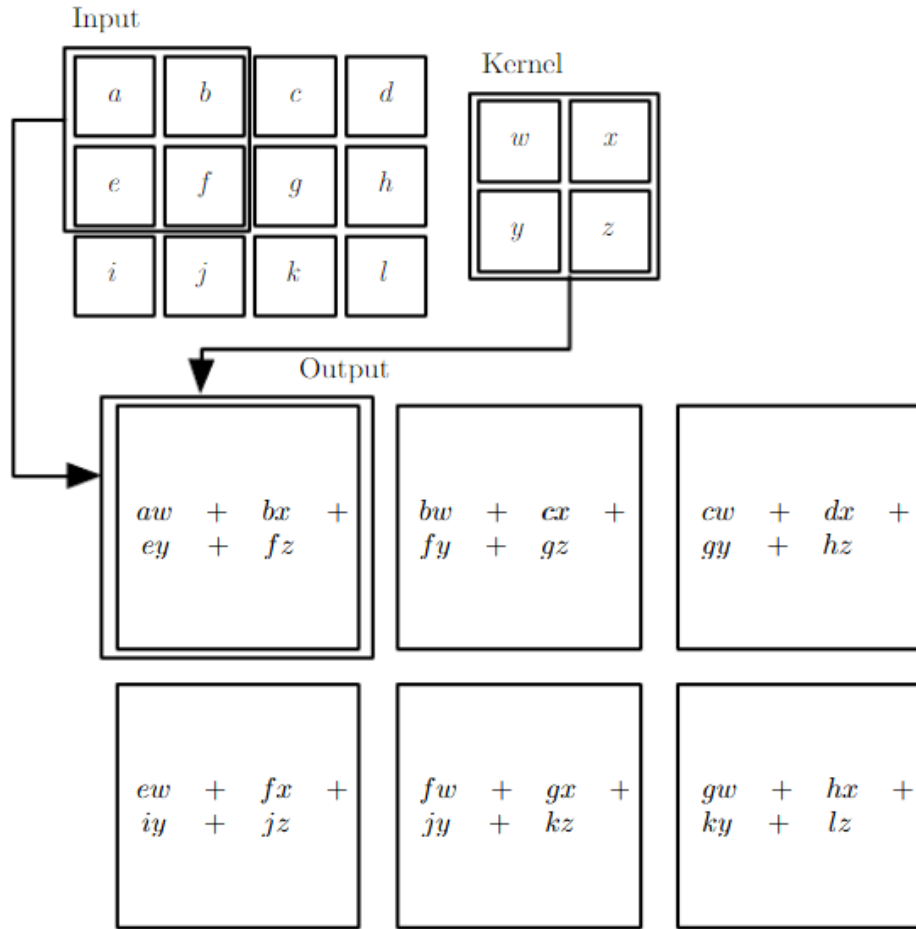 Input
Kernel
a b c d
w x
e f g h
y z
i j k l
Output
aw + bx +
ey + fz
bw + cx +
fy + gz
cw + dx +
gy + hz
ew + fx +
iy + jz
fw + gx +
jy + kz
gw + hx +
ky + lz